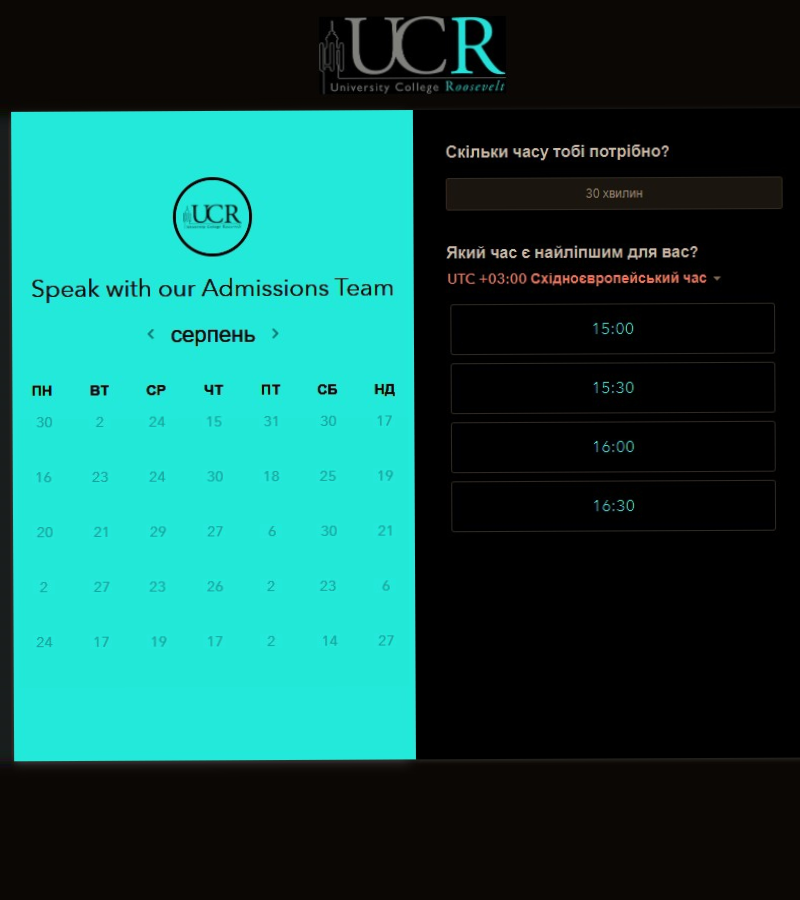 UCR
University College Roosevelt
UCR
Speak with our Admissions Team
серпень
ПН ВТ СР ЧТ ПТ СБ НД
30 2 24 15 31 30 17
16 23 24 30 18 25 19
20 21 29 27 6 30 21
2 27 23 26 2 23 6
24 17 19 17 2 14 27
Скільки часу тобі потрібно?
30 хвилин
Який час є найліпшим для вас?
UTC +03:00 Східноєвропейський час
15:00
15:30
16:00
16:30